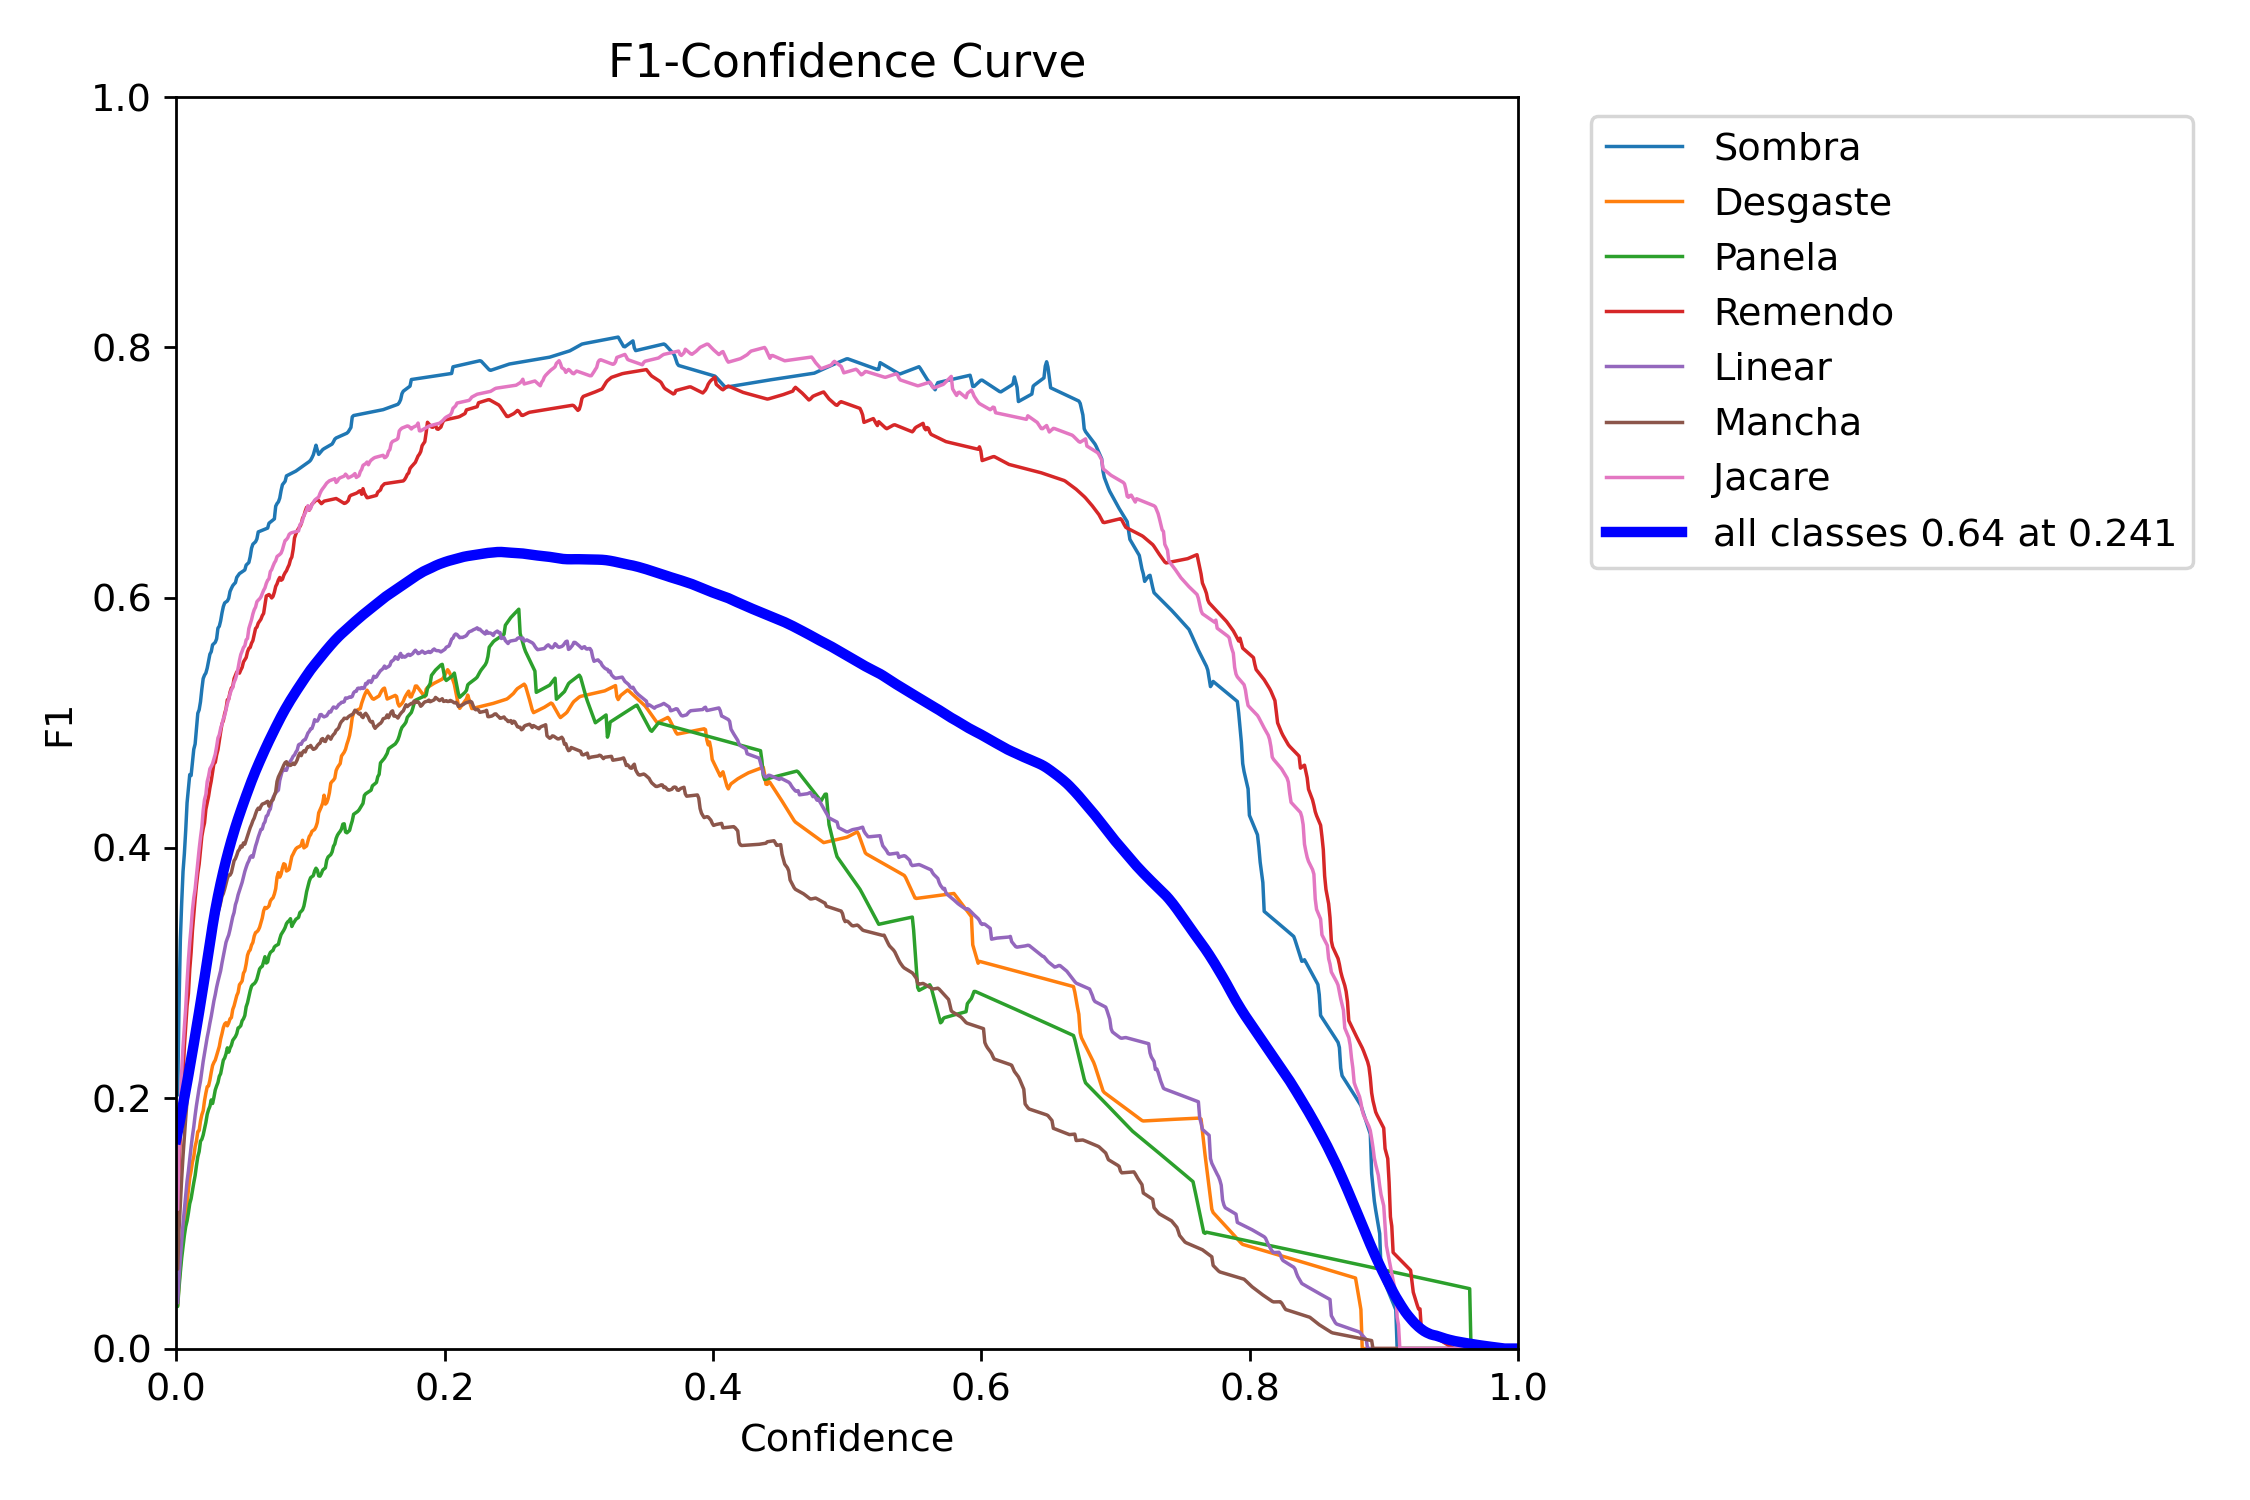 F1-Confidence Curve
1.0
0.8
0.6
0.4
0.2
0.0
F1
0.0 0.2 0.4 0.6 0.8 1.0
Confidence
Sombra
Desgaste
Panela
Remendo
Linear
Mancha
Jacare
all classes 0.64 at 0.241